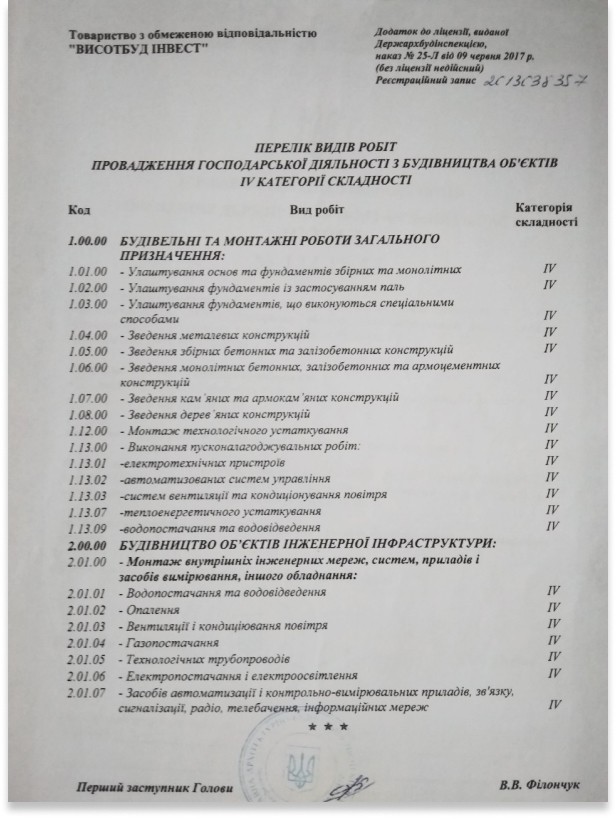 Товариство з обмеженою відповідальністю
"ВИСОТБУД ІНВЕСТ"
Додаток до ліцензії, виданої
Держархбудінспекцією,
наказ № 25-Л від 09 червня 2017 р.
(без ліцензії недійсний)
Реєстраційний запис 2013038357
ПЕРЕЛІК ВИДІВ РОБІТ
ПРОВАДЖЕННЯ ГОСПОДАРСЬКОЇ ДІЯЛЬНОСТІ З БУДІВНИЦТВА ОБ'ЄКТІВ
IV КАТЕГОРІЇ СКЛАДНОСТІ
Код Вид робіт Категорія
складності
1.00.00 БУДІВЕЛЬНІ ТА МОНТАЖНІ РОБОТИ ЗАГАЛЬНОГО
ПРИЗНАЧЕННЯ:
1.01.00 - Улаштування основ та фундаментів збірних та монолітних IV
1.02.00 - Улаштування фундаментів із застосуванням паль IV
1.03.00 - Улаштування фундаментів, що виконуються спеціальними
способами IV
1.04.00 - Зведення металевих конструкцій IV
1.05.00 - Зведення збірних бетонних та залізобетонних конструкцій IV
1.06.00 - Зведення монолітних бетонних, залізобетонних та армоцементних
конструкцій IV
1.07.00 - Зведення кам´яних та армокам´яних конструкцій IV
1.08.00 - Зведення дерев´яних конструкцій IV
1.12.00 - Монтаж технологічного устаткування IV
1.13.00 - Виконання пусконалагоджувальних робіт: IV
1.13.01 -електротехнічних пристроїв IV
1.13.02 -автоматизованих систем управління IV
1.13.03 -систем вентиляції та кондиціонування повітря IV
1.13.07 -теплоенергетичного устаткування IV
1.13.09 -водопостачання та водовідведення IV
2.00.00 БУДІВНИЦТВО ОБ’ЄКТІВ ІНЖЕНЕРНОЇ ІНФРАСТРУКТУРИ:
2.01.00 - Монтаж внутрішніх інженерних мереж, систем, приладів і
засобів вимірювання, іншого обладнання:
2.01.01 - Водопостачання та водовідведення IV
2.01.02 - Опалення IV
2.01.03 - Вентиляції і кондиціювання повітря IV
2.01.04 - Газопостачання IV
2.01.05 - Технологічних трубопроводів IV
2.01.06 - Електропостачання і електроосвітлення IV
2.01.07 - Засобів автоматизації і контрольно-вимірювальних приладів, зв'язку,
сигналізації, радіо, телебачення, інформаційних мереж IV
* * *
Перший заступник Голови В.В. Філончук